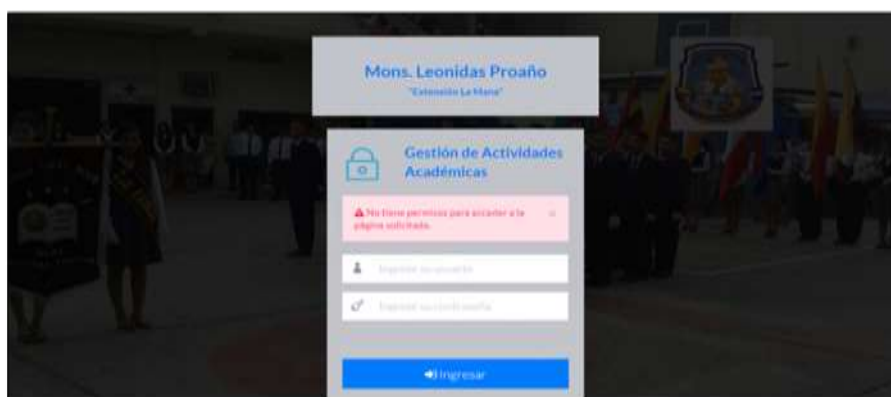 Mons. Leonidas Proaño
"Extensión La Mana"
Gestión de Actividades
Académicas
No tiene permisos para acceder a la
página solicitada.
Ingrese su usuario
Ingrese su contraseña
Ingresar